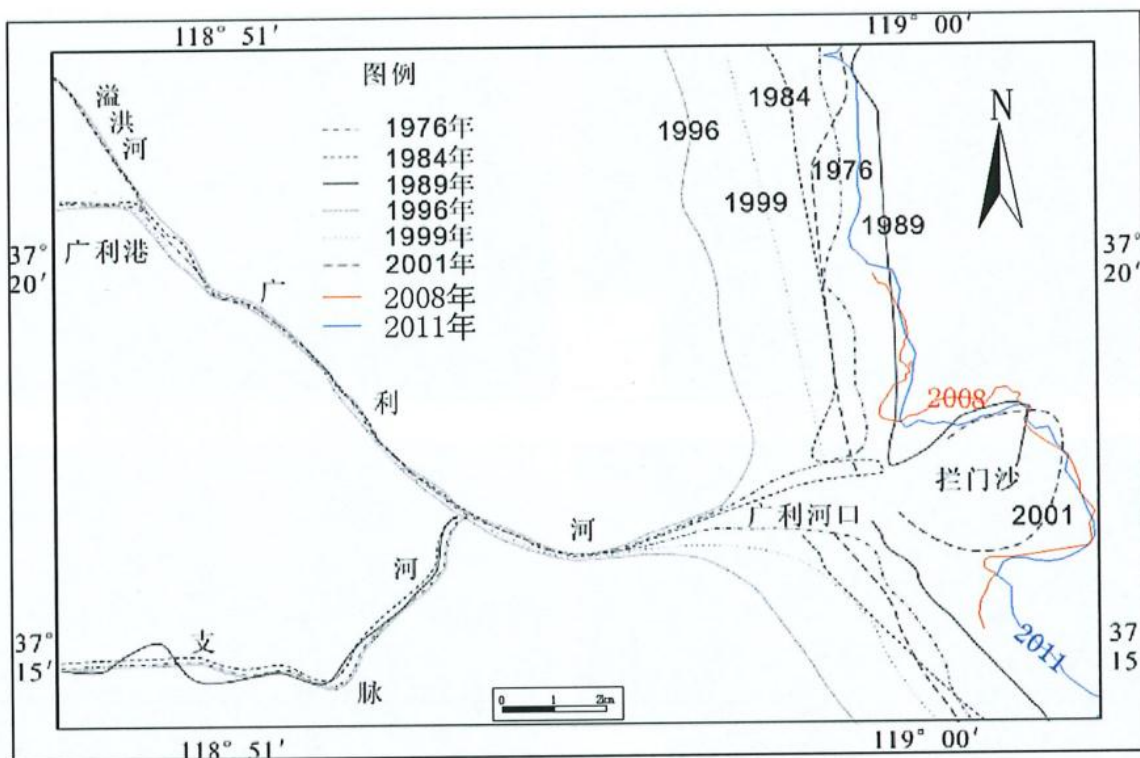 118° 51′
119° 00′
图例
1976年
1984年
1989年
1996年
1999年
2001年
2008年
2011年
溢洪河
广利港
广利河
支脉河
1996
1999
1984
1976
1989
N
37° 20′
37° 20′
2008
拦门沙
2001
广利河口
2011
37° 15′
37° 15′
0 1 2km
118° 51′
119° 00′